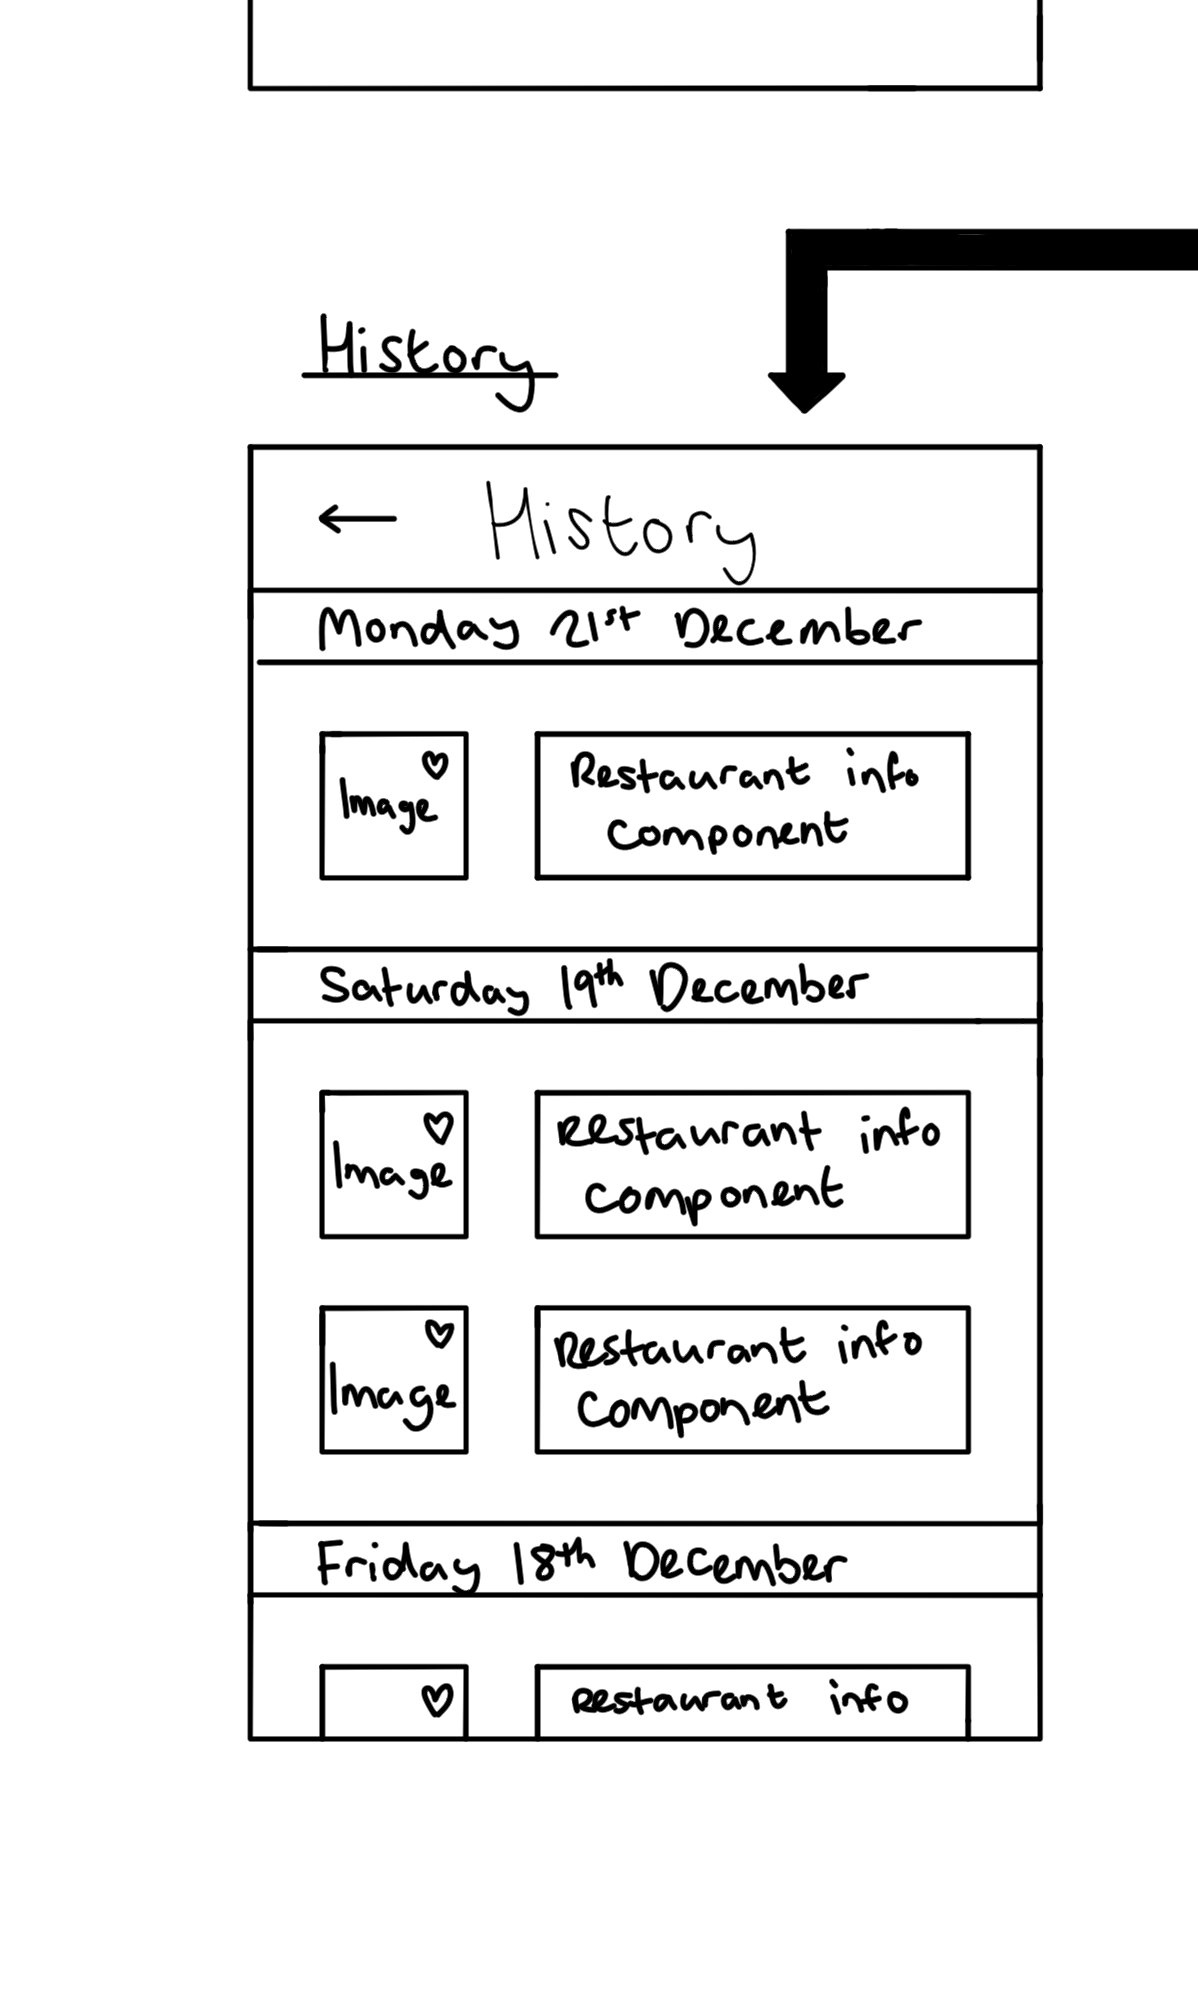 History
History
Monday 21st December
Image
Restaurant info
component
Saturday 19th December
Image
Restaurant info
component
Image
Restaurant info
component
Friday 18th December
Restaurant info